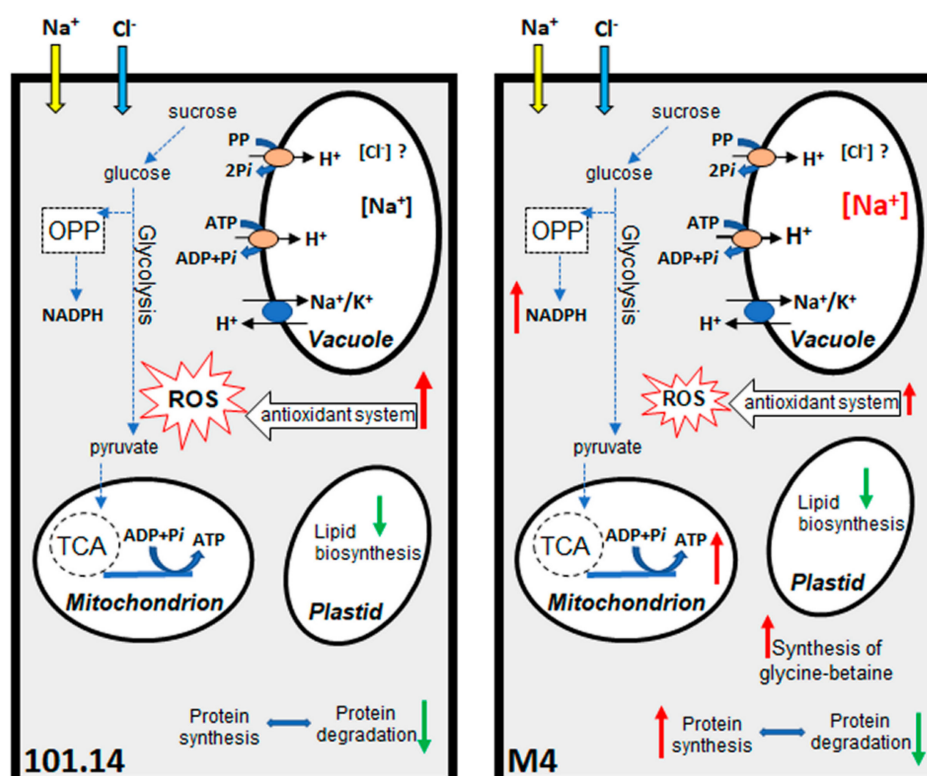 Na⁺ Cl⁻
sucrose
PP
2Pi
H⁺
[Cl⁻] ?
glucose
[Na⁺]
OPP
ATP
ADP+Pi
H⁺
Glycolysis
NADPH
Na⁺/K⁺
H⁺
Vacuole
ROS
antioxidant system
pyruvate
TCA
ADP+Pi
ATP
Mitochondrion
Lipid
biosynthesis
Plastid
Protein
synthesis
Protein
degradation
101.14
Na⁺ Cl⁻
sucrose
PP
2Pi
H⁺
[Cl⁻] ?
glucose
[Na⁺]
OPP
ATP
ADP+Pi
H⁺
Glycolysis
NADPH
Na⁺/K⁺
H⁺
Vacuole
ROS
antioxidant system
pyruvate
TCA
ADP+Pi
ATP
Mitochondrion
Lipid
biosynthesis
Plastid
Synthesis of
glycine-betaine
Protein
synthesis
Protein
degradation
M4